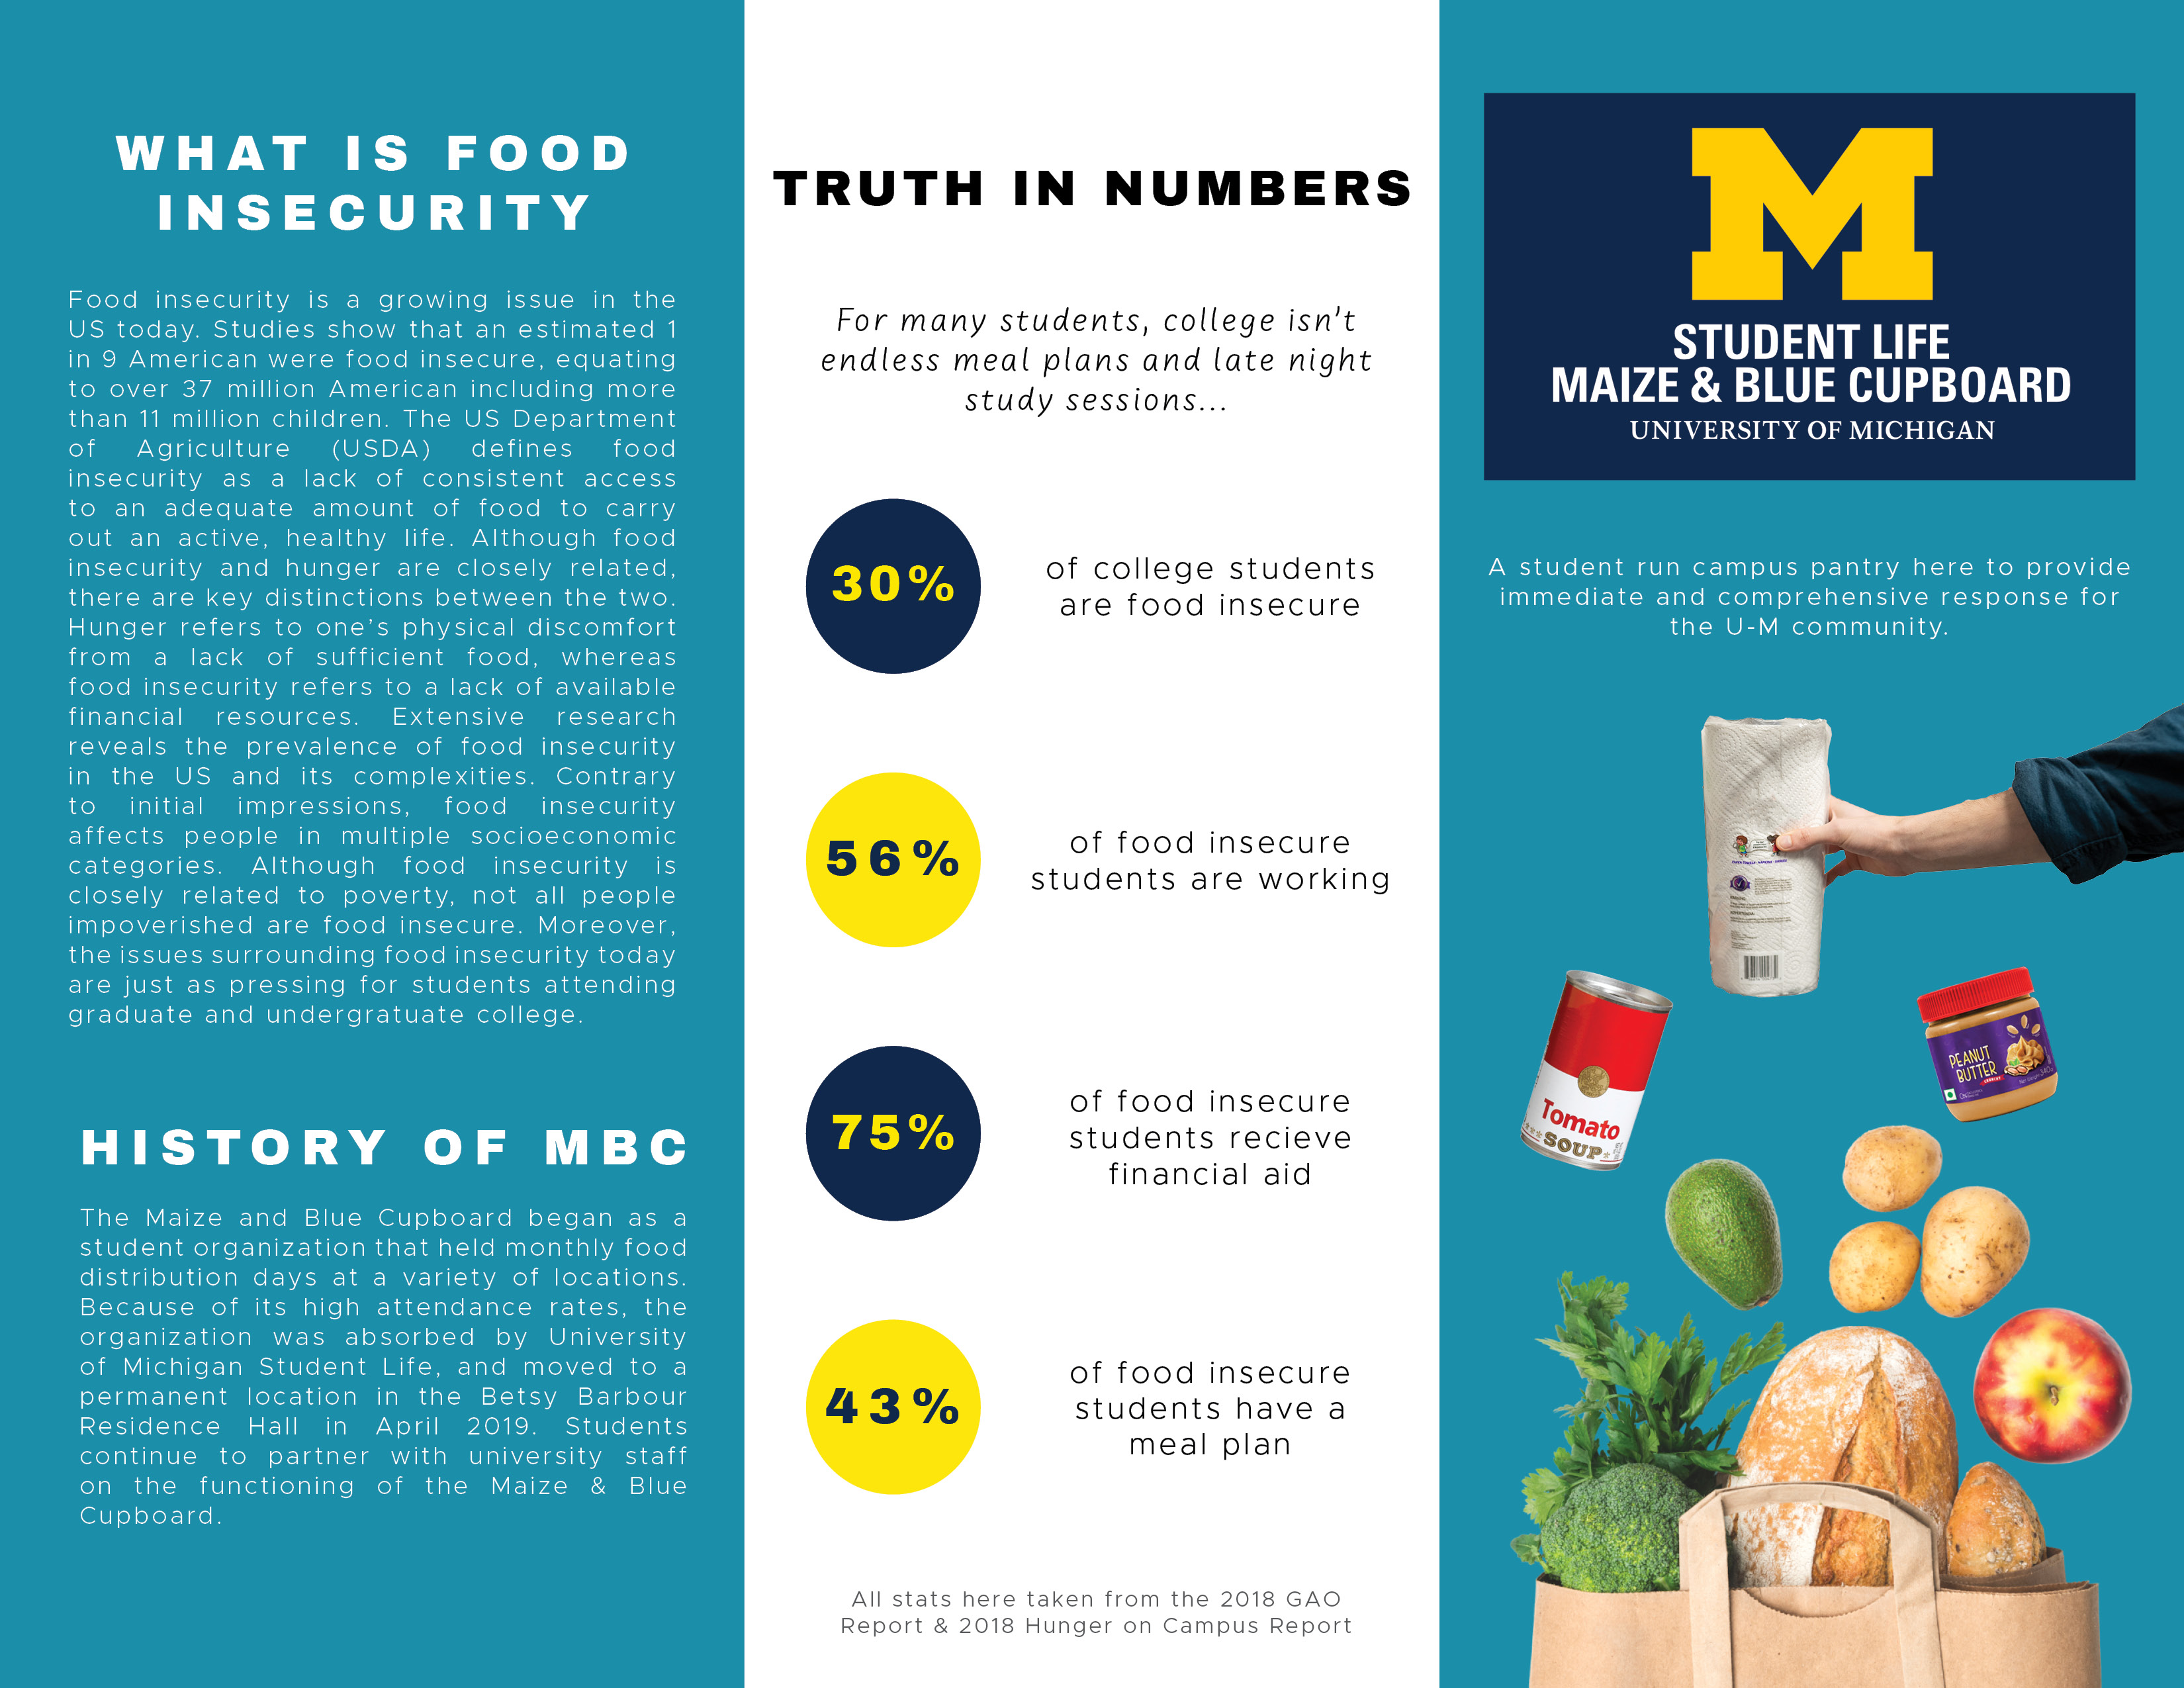 WHAT IS FOOD
INSECURITY
Food insecurity is a growing issue in the
US today. Studies show that an estimated 1
in 9 American were food insecure, equating
to over 37 million American including more
than 11 million children. The US Department
of Agriculture (USDA) defines food
insecurity as a lack of consistent access
to an adequate amount of food to carry
out an active, healthy life. Although food
insecurity and hunger are closely related,
there are key distinctions between the two.
Hunger refers to one's physical discomfort
from a lack of sufficient food, whereas
food insecurity refers to a lack of available
financial resources. Extensive research
reveals the prevalence of food insecurity
in the US and its complexities. Contrary
to initial impressions, food insecurity
affects people in multiple socioeconomic
categories. Although food insecurity is
closely related to poverty, not all people
impoverished are food insecure. Moreover,
the issues surrounding food insecurity today
are just as pressing for students attending
graduate and undergratuate college.
HISTORY OF MBC
The Maize and Blue Cupboard began as a
student organization that held monthly food
distribution days at a variety of locations.
Because of its high attendance rates, the
organization was absorbed by University
of Michigan Student Life, and moved to a
permanent location in the Betsy Barbour
Residence Hall in April 2019. Students
continue to partner with university staff
on the functioning of the Maize & Blue
Cupboard.
TRUTH IN NUMBERS
For many students, college isn't
endless meal plans and late night
study sessions...
30%
of college students
are food insecure
56%
of food insecure
students are working
75%
of food insecure
students recieve
financial aid
43%
of food insecure
students have a
meal plan
All stats here taken from the 2018 GAO
Report & 2018 Hunger on Campus Report
M
STUDENT LIFE
MAIZE & BLUE CUPBOARD
UNIVERSITY OF MICHIGAN
A student run campus pantry here to provide
immediate and comprehensive response for
the U-M community.
Tomato
SOUP
PEANUT
BUTTER